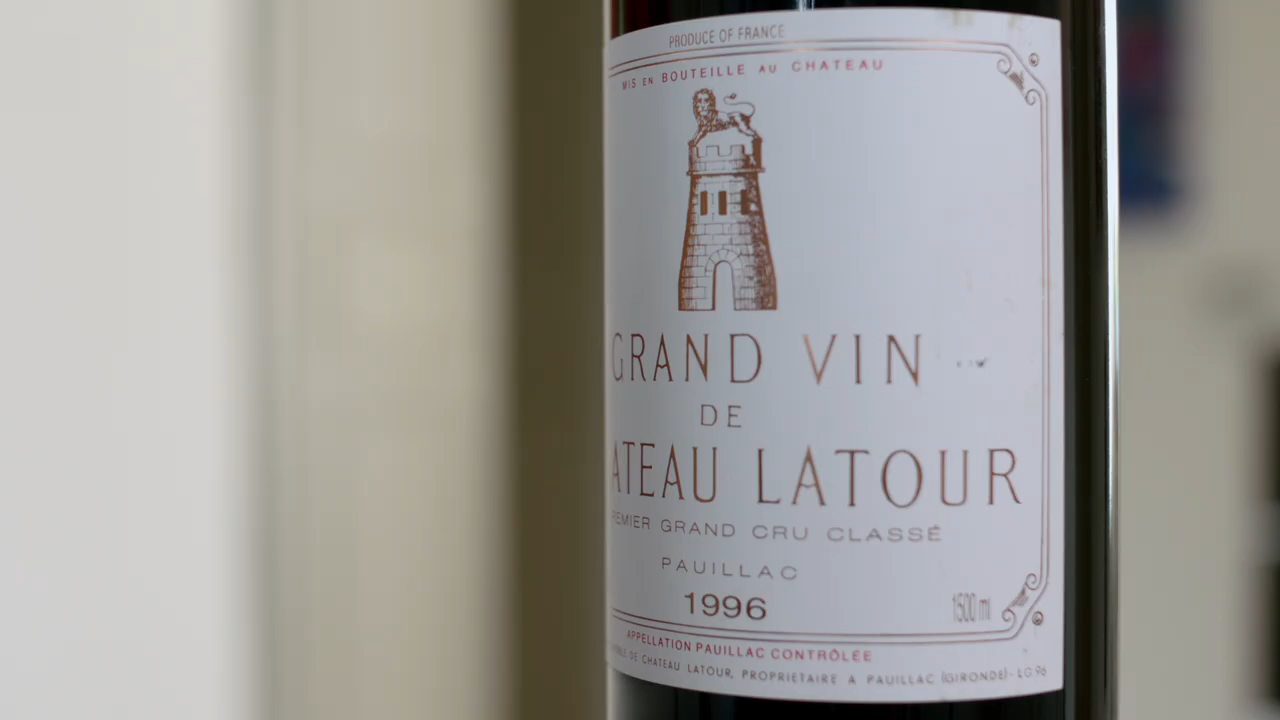 PRODUCE OF FRANCE
MIS EN BOUTEILLE AU CHATEAU
GRAND VIN
DE
ATEAU LATOUR
EMIER GRAND CRU CLASSÉ
PAUILLAC
1996
1500 ml
APPELLATION PAUILLAC CONTRÔLÉE
DE CHATEAU LATOUR, PROPRIETAIRE A PAUILLAC (GIRONDE) - LG 96